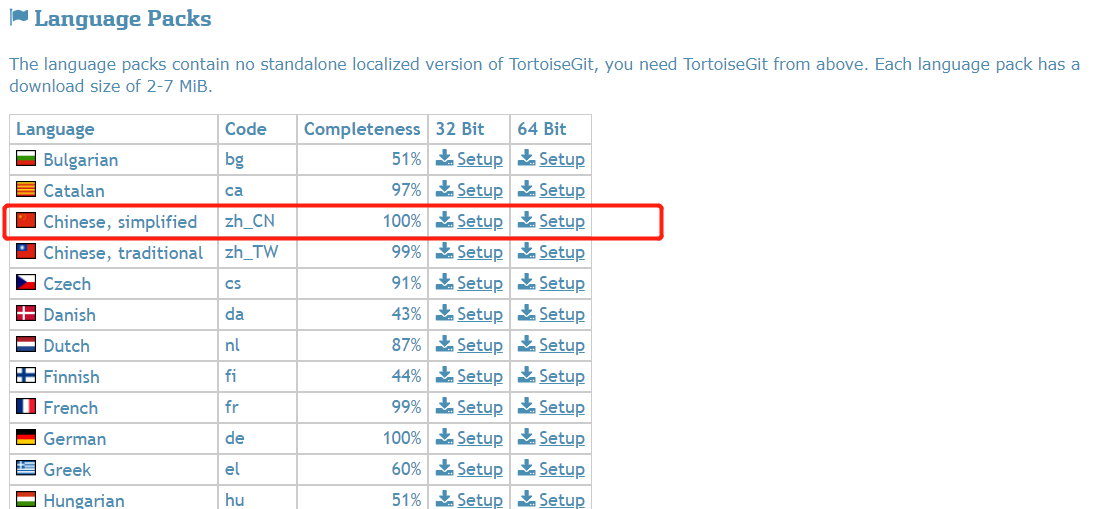 Language Packs
The language packs contain no standalone localized version of TortoiseGit, you need TortoiseGit from above. Each language pack has a
download size of 2-7 MiB.
Language Code Completeness 32 Bit 64 Bit
Bulgarian bg 51% Setup Setup
Catalan ca 97% Setup Setup
Chinese, simplified zh_CN 100% Setup Setup
Chinese, traditional zh_TW 99% Setup Setup
Czech cs 91% Setup Setup
Danish da 43% Setup Setup
Dutch nl 87% Setup Setup
Finnish fi 44% Setup Setup
French fr 99% Setup Setup
German de 100% Setup Setup
Greek el 60% Setup Setup
Hungarian hu 51% Setup Setup